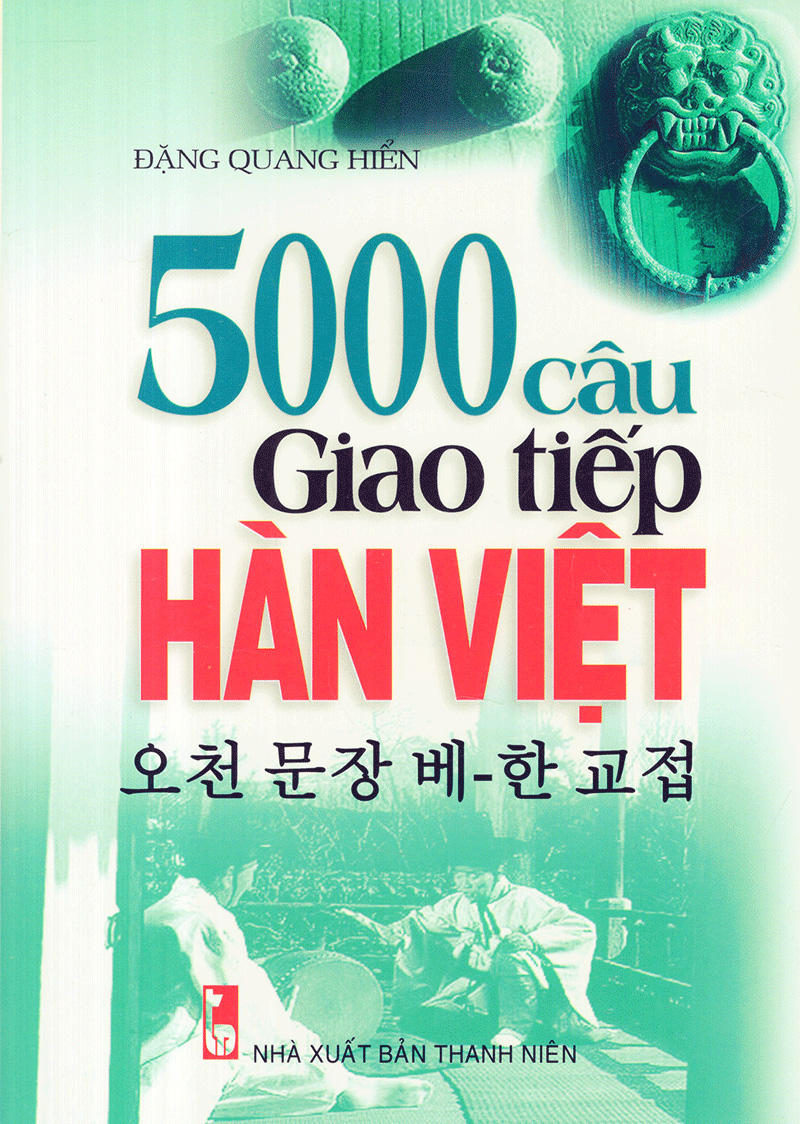 ĐẶNG QUANG HIỂN
5000 câu
Giao tiếp
HÀN VIỆT
오천 문장 베-한 교접
NHÀ XUẤT BẢN THANH NIÊN